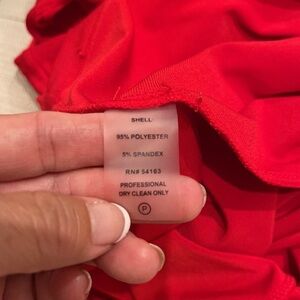 SHELL:
95% POLYESTER
5% SPANDEX
RN# 54163
PROFESSIONAL
DRY CLEAN ONLY
P